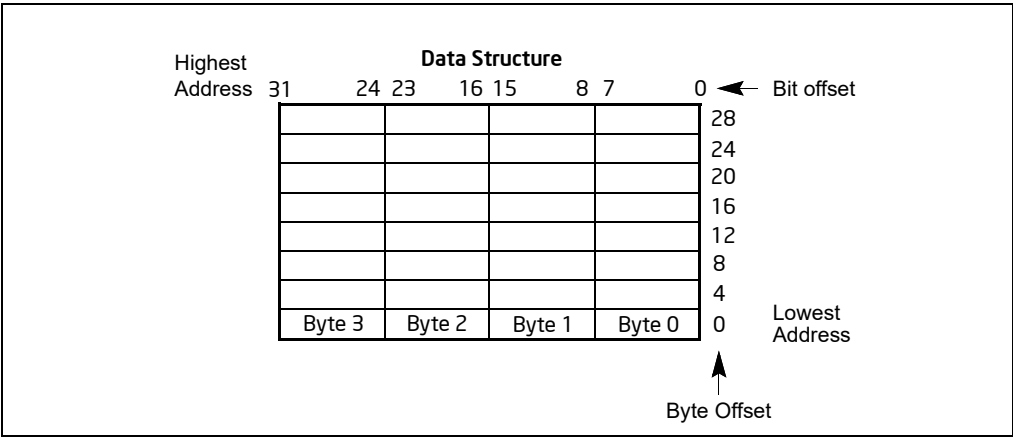 Data Structure
Highest
Address
31 24 23 16 15 8 7 0
Bit offset
28
24
20
16
12
8
4
Byte 3 Byte 2 Byte 1 Byte 0 0
Lowest
Address
Byte Offset